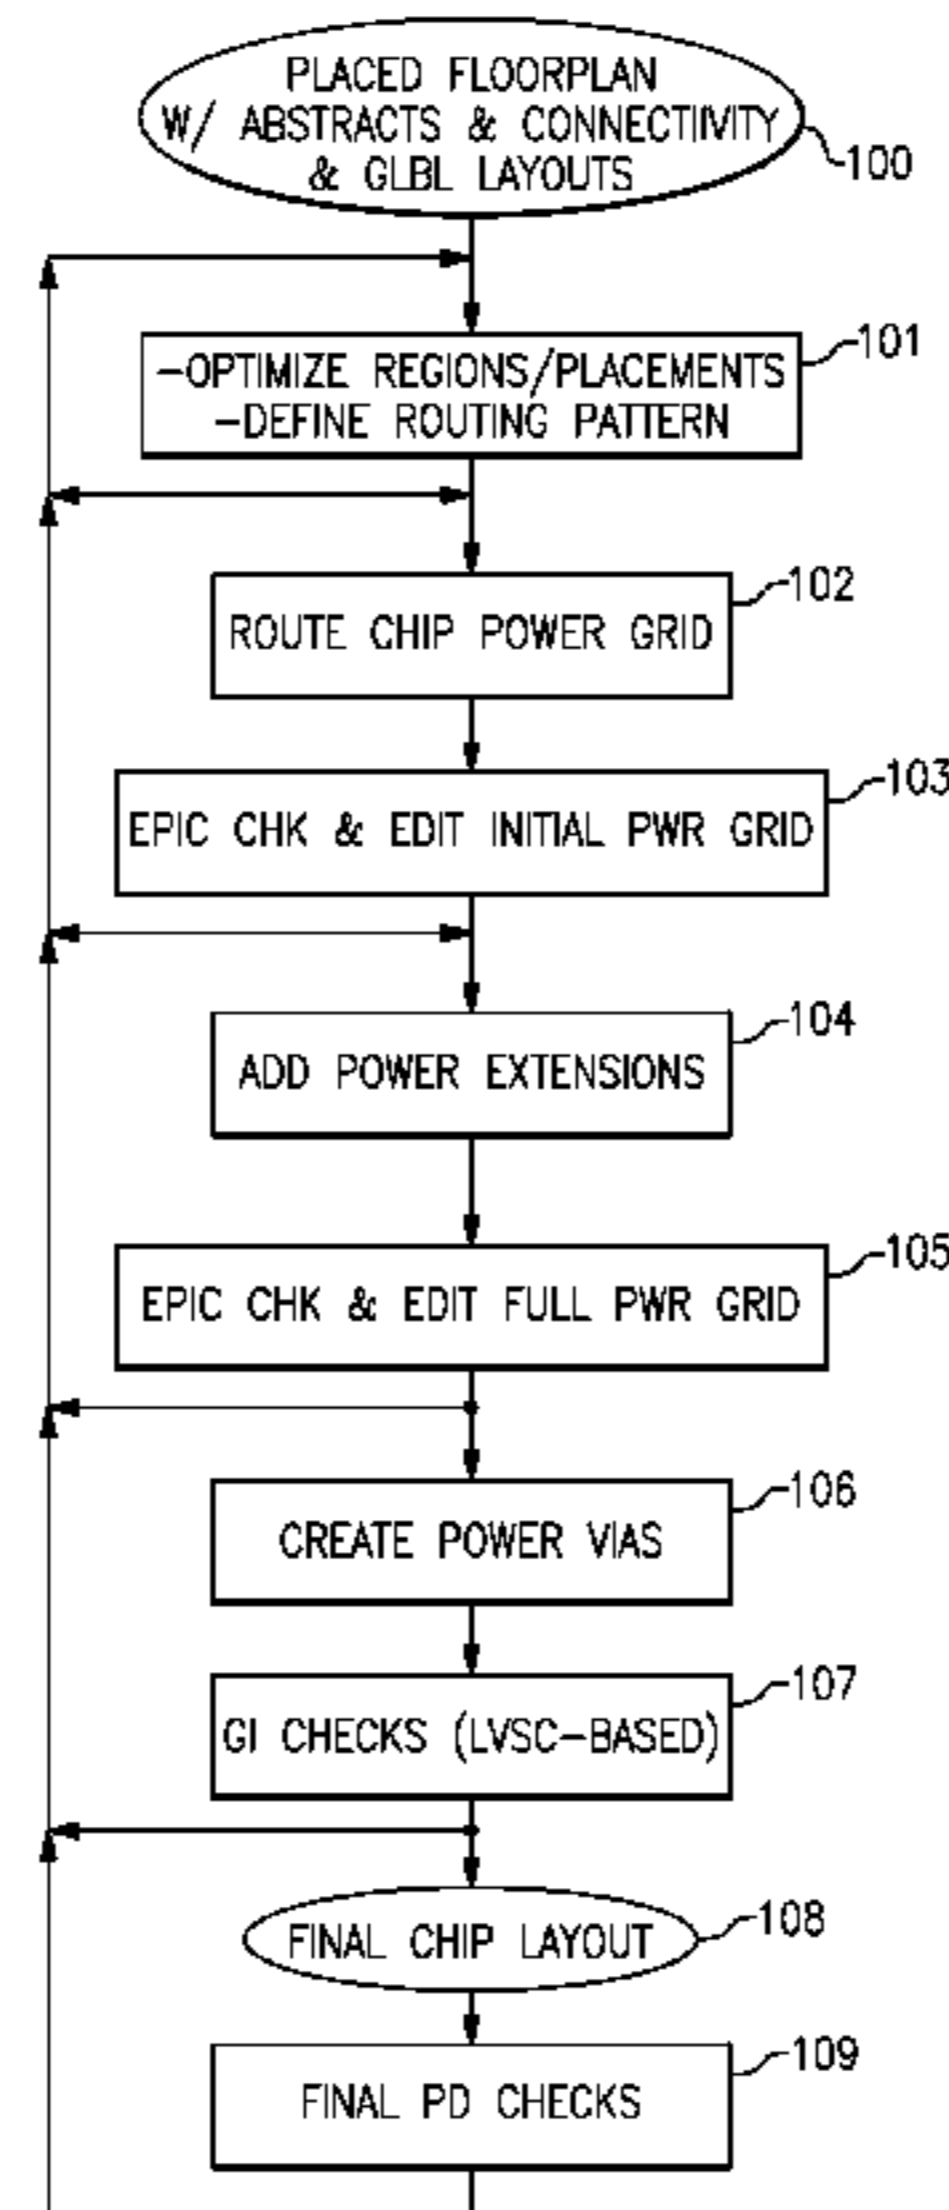 PLACED FLOORPLAN
W/ ABSTRACTS & CONNECTIIVITY
& GLBL LAYOUTS
100
-OPTIMIZE REGIONS/PLACEMENTS
-DEFINE ROUTING PATTERN
101
ROUTE CHIP POWER GRID
102
EPIC CHK & EDIT INITIAL PWR GRID
103
ADD POWER EXTENSIONS
104
EPIC CHK & EDIT FULL PWR GRID
105
CREATE POWER VIAS
106
GI CHECKS (LVSC-BASED)
107
FINAL CHIP LAYOUT
108
FINAL PD CHECKS
109